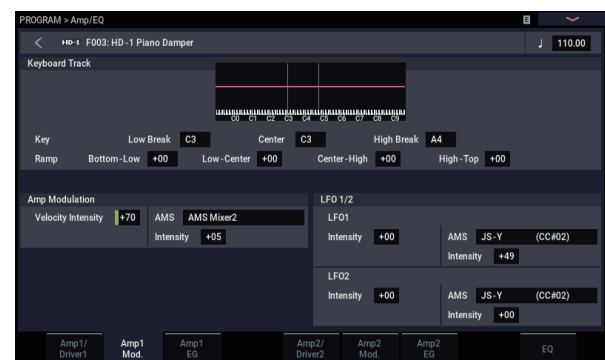 PROGRAM > Amp/EQ E
HD-1 F003: HD-1 Piano Damper ♩ 110.00
Keyboard Track
C0 C1 C2 C3 C4 C5 C6 C7 C8 C9
Key Low Break C3 Center C3 High Break A4
Ramp Bottom-Low +00 Low-Center +00 Center-High +00 High-Top +00
Amp Modulation
Velocity Intensity +70 AMS AMS Mixer2
Intensity +05
LFO 1/2
LFO1
Intensity +00 AMS JS-Y (CC#02)
Intensity +49
LFO2
Intensity +00 AMS JS-Y (CC#02)
Intensity +00
Amp1/
Driver1
Amp1
Mod.
Amp1
EG
Amp2/
Driver2
Amp2
Mod.
Amp2
EG
EQ